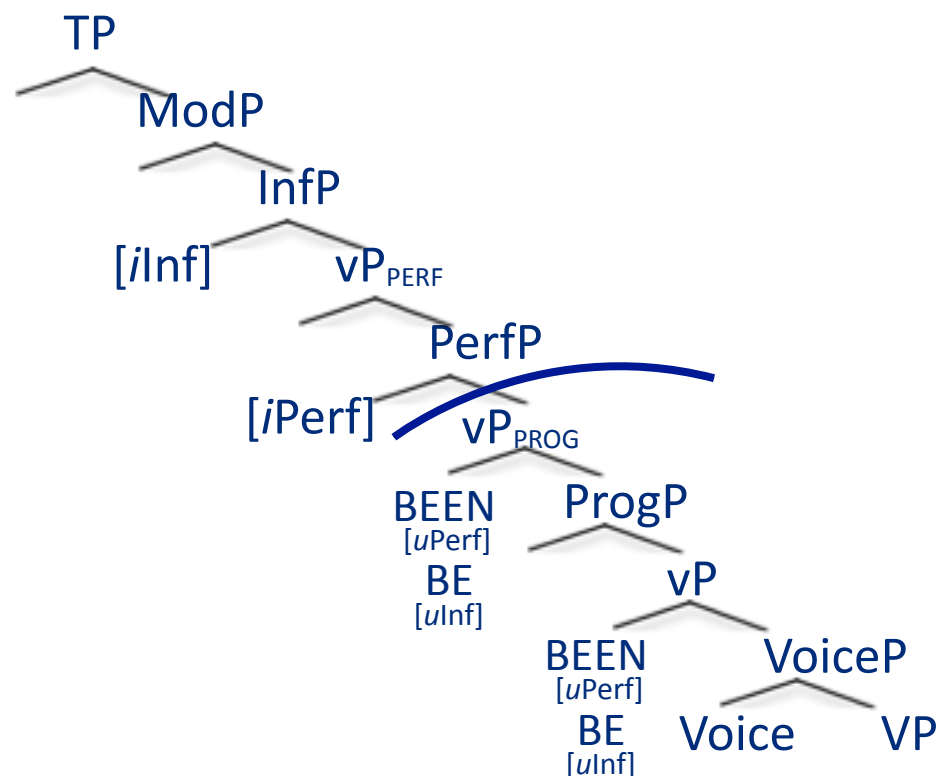 TP
ModP
InfP
[iInf]
vPPERF
PerfP
[iPerf]
vPPROG
BEEN
[uPerf]
ProgP
BE
[uInf]
vP
BEEN
[uPerf]
VoiceP
BE
[uInf]
Voice
VP